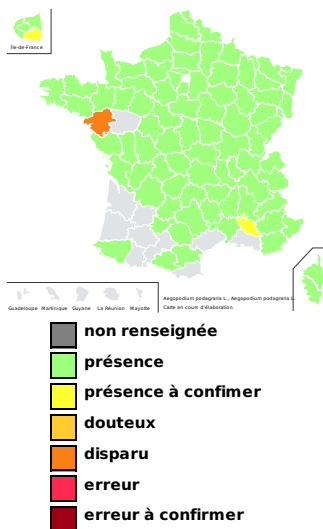 Île-de-France
Guadeloupe Martinique Guyane La Réunion Mayotte
Aegopodium podagraria L., Aegopodium podagraria L.
Carte en cours d'élaboration.
non renseignée
présence
présence à confimer
douteux
disparu
erreur
erreur à confirmer